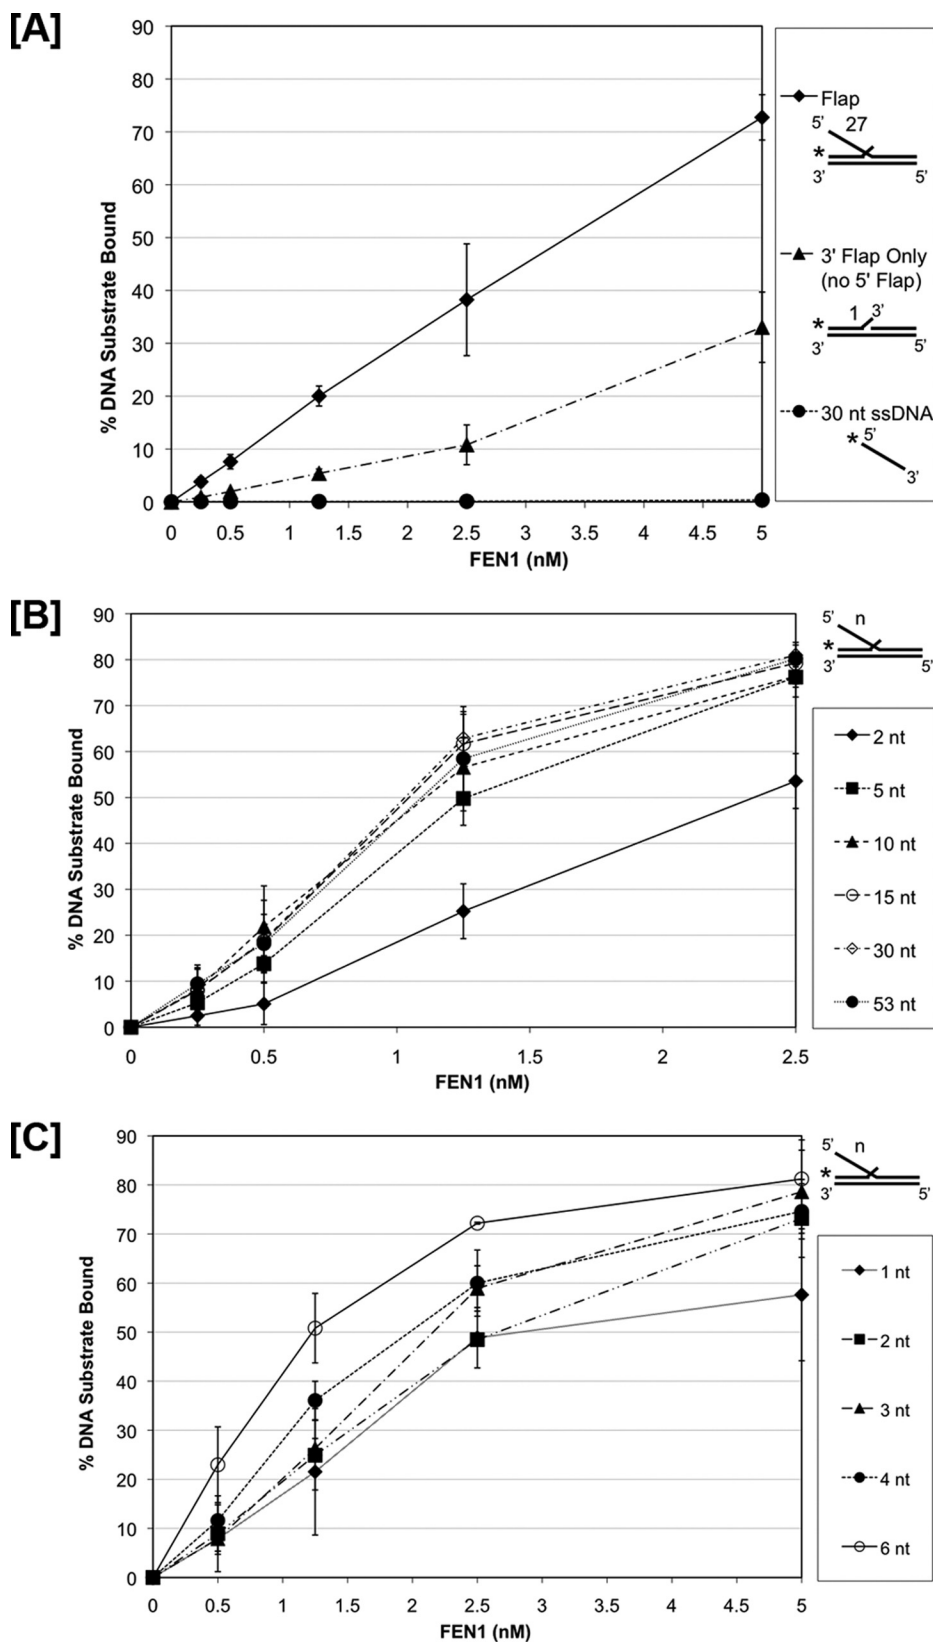 [A]
90
80
70
60
50
40
30
20
10
0
% DNA Substrate Bound
0 0.5 1 1.5 2 2.5 3 3.5 4 4.5 5
FEN1 (nM)
Flap
5' 27
*
3' 5'
3' Flap Only
(no 5' Flap)
1 3'
*
3' 5'
30 nt ssDNA
* 5'
3'
[B]
90
80
70
60
50
40
30
20
10
0
% DNA Substrate Bound
0 0.5 1 1.5 2 2.5
FEN1 (nM)
5' n
*
3' 5'
2 nt
5 nt
10 nt
15 nt
30 nt
53 nt
[C]
90
80
70
60
50
40
30
20
10
0
% DNA Substrate Bound
0 0.5 1 1.5 2 2.5 3 3.5 4 4.5 5
FEN1 (nM)
5' n
*
3' 5'
1 nt
2 nt
3 nt
4 nt
6 nt